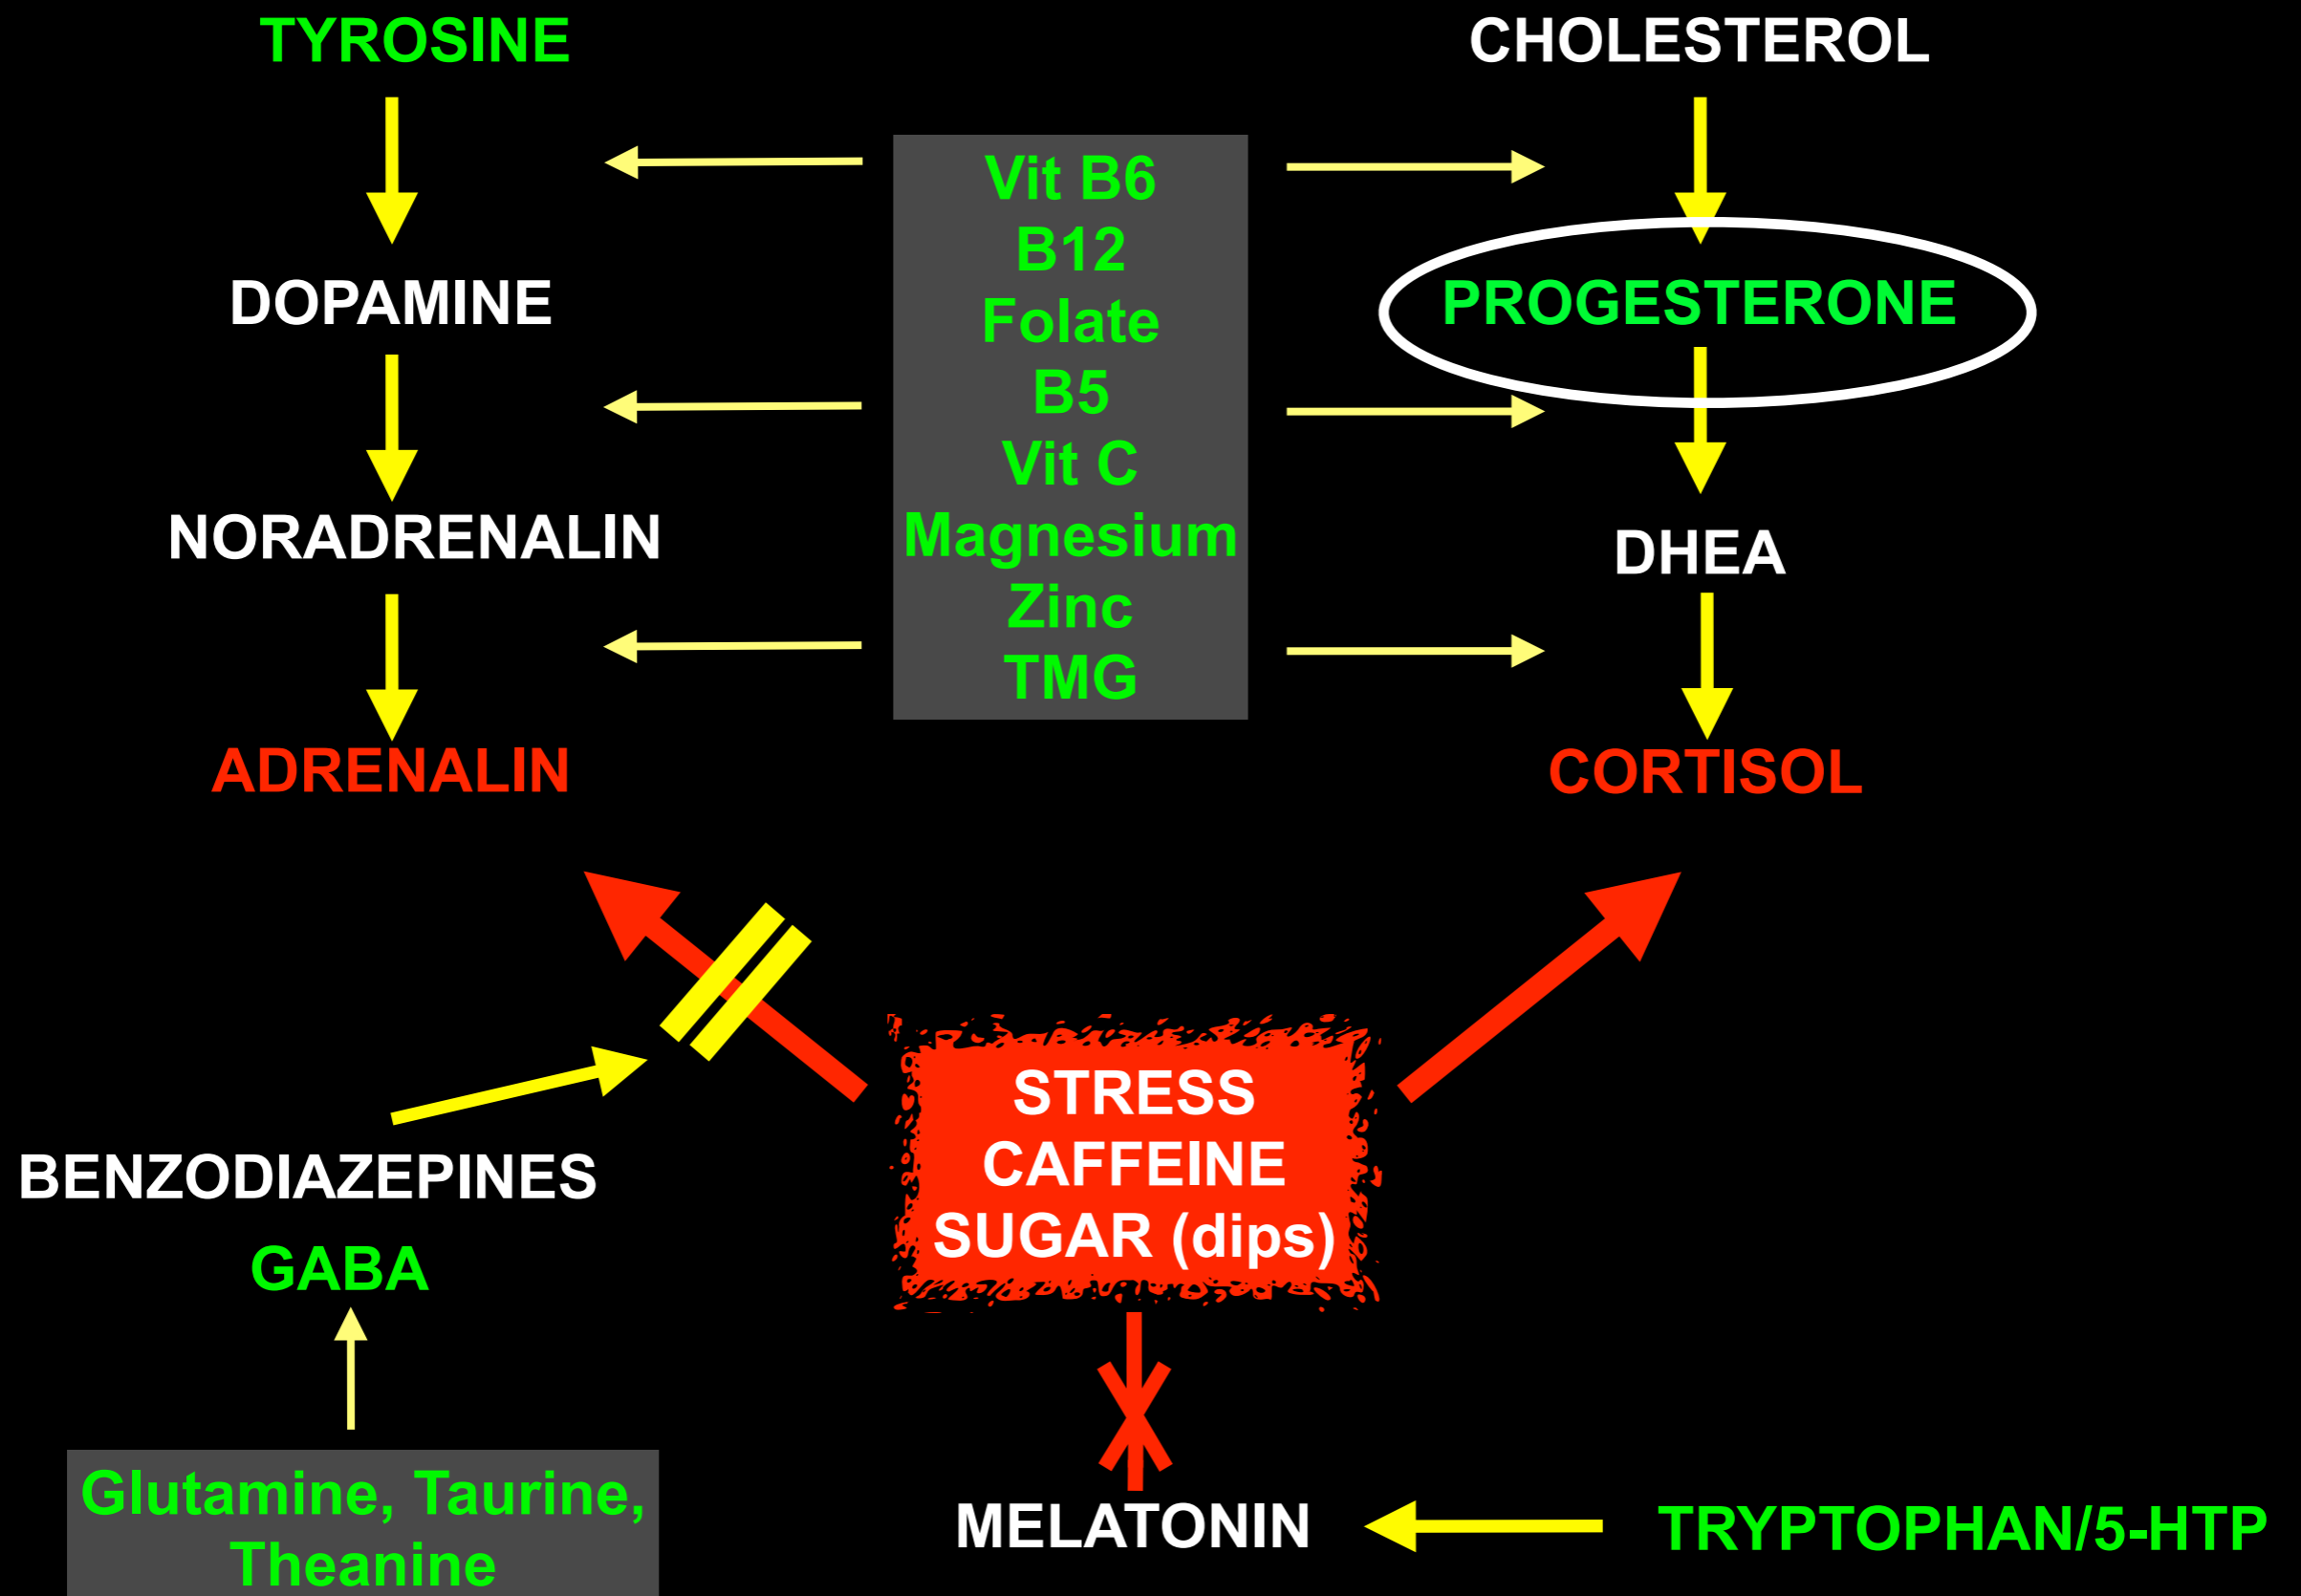 TYROSINE
CHOLESTEROL
Vit B6
B12
Folate
B5
Vit C
Magnesium
Zinc
TMG
DOPAMINE
PROGESTERONE
NORADRENALIN
DHEA
ADRENALIN
CORTISOL
STRESS
CAFFEINE
SUGAR (dips)
BENZODIAZEPINES
GABA
Glutamine, Taurine,
Theanine
MELATONIN
TRYPTOPHAN/5-HTP